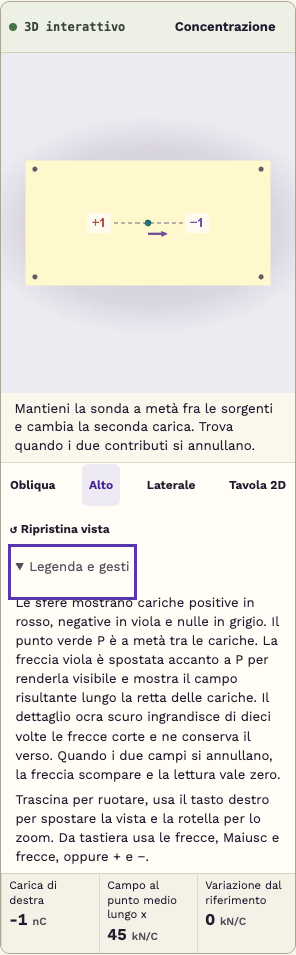 3D interattivo
Concentrazione
+1
−1
Mantieni la sonda a metà fra le sorgenti
e cambia la seconda carica. Trova
quando i due contributi si annullano.
Obliqua
Alto
Laterale
Tavola 2D
↺ Ripristina vista
▼ Legenda e gesti
Le sfere mostrano cariche positive in
rosso, negative in viola e nulle in grigio. Il
punto verde P è a metà tra le cariche. La
freccia viola è spostata accanto a P per
renderla visibile e mostra il campo
risultante lungo la retta delle cariche. Il
dettaglio ocra scuro ingrandisce di dieci
volte le frecce corte e ne conserva il
verso. Quando i due campi si annullano,
la freccia scompare e la lettura vale zero.
Trascina per ruotare, usa il tasto destro
per spostare la vista e la rotella per lo
zoom. Da tastiera usa le frecce, Maiusc e
frecce, oppure + e −.
Carica di
destra
-1 nC
Campo al
punto medio
lungo x
45 kN/C
Variazione dal
riferimento
0 kN/C